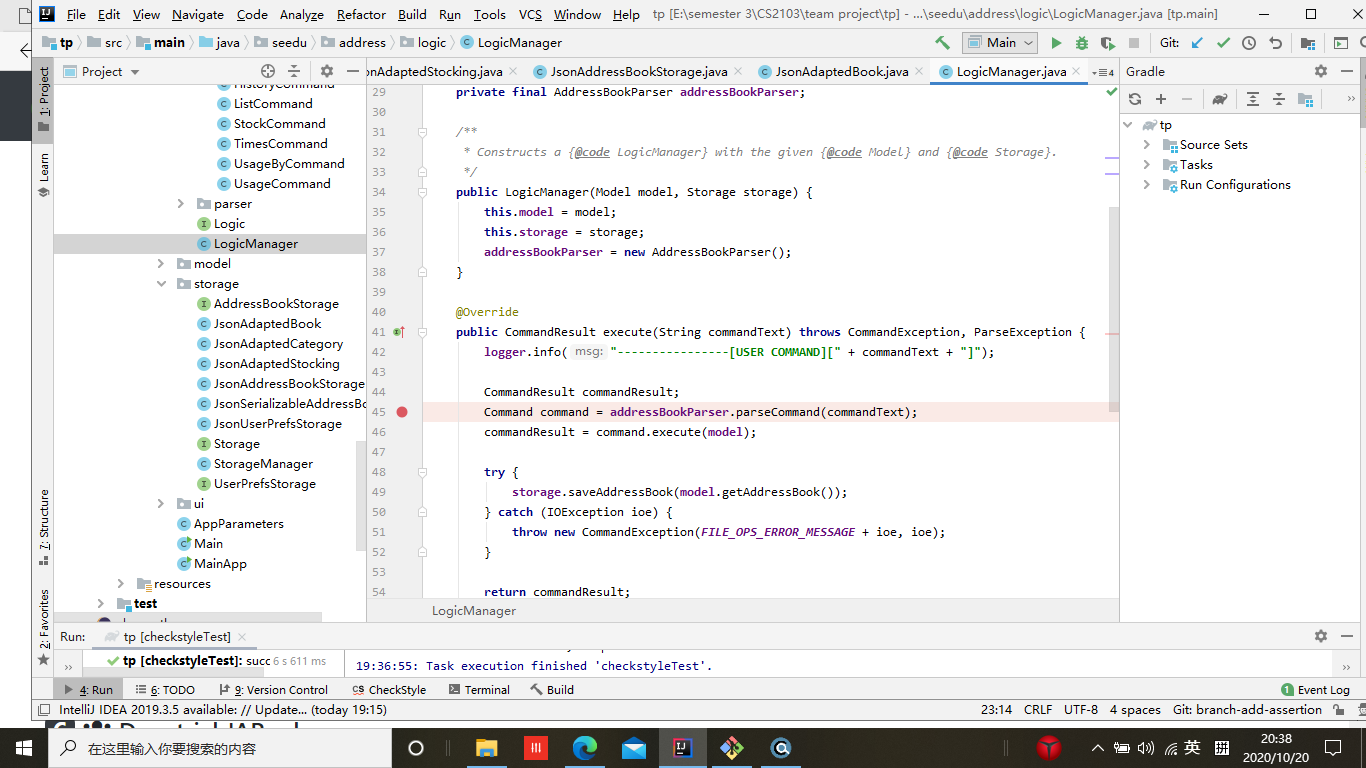 File Edit View Navigate Code Analyze Refactor Build Run Tools VCS Window Help tp [E:\semester 3\CS2103\team project\tp] - ...\seedu\address\logic\LogicManager.java [tp.main]
tp src main java seedu address logic LogicManager
Main Git:
Project
onAdaptedStocking.java JsonAddressBookStorage.java JsonAdaptedBook.java LogicManager.java 4
Gradle
1: Project
Learn
7: Structure
2: Favorites
HistoryCommand
ListCommand
StockCommand
TimesCommand
UsageByCommand
UsageCommand
parser
Logic
LogicManager
model
storage
AddressBookStorage
JsonAdaptedBook
JsonAdaptedCategory
JsonAdaptedStocking
JsonAddressBookStorage
JsonSerializableAddressBo
JsonUserPrefsStorage
Storage
StorageManager
UserPrefsStorage
ui
AppParameters
Main
MainApp
resources
test
29 private final AddressBookParser addressBookParser;
30
31 /**
32 * Constructs a {@code LogicManager} with the given {@code Model} and {@code Storage}.
33 */
34 public LogicManager(Model model, Storage storage) {
35 this.model = model;
36 this.storage = storage;
37 addressBookParser = new AddressBookParser();
38 }
39
40 @Override
41 public CommandResult execute(String commandText) throws CommandException, ParseException {
42 logger.info( msg: "----------------[USER COMMAND][" + commandText + "]");
43
44 CommandResult commandResult;
45 Command command = addressBookParser.parseCommand(commandText);
46 commandResult = command.execute(model);
47
48 try {
49 storage.saveAddressBook(model.getAddressBook());
50 } catch (IOException ioe) {
51 throw new CommandException(FILE_OPS_ERROR_MESSAGE + ioe, ioe);
52 }
53
54 return commandResult;
LogicManager
tp
Source Sets
Tasks
Run Configurations
Run: tp [checkstyleTest]
tp [checkstyleTest]: succ 6 s 611 ms
19:36:55: Task execution finished 'checkstyleTest'.
4: Run 6: TODO 9: Version Control CS CheckStyle Terminal Build 1 Event Log
IntelliJ IDEA 2019.3.5 available: // Update... (today 19:15) 23:14 CRLF UTF-8 4 spaces Git: branch-add-assertion
在这里输入你要搜索的内容
英 拼
20:38
2020/10/20